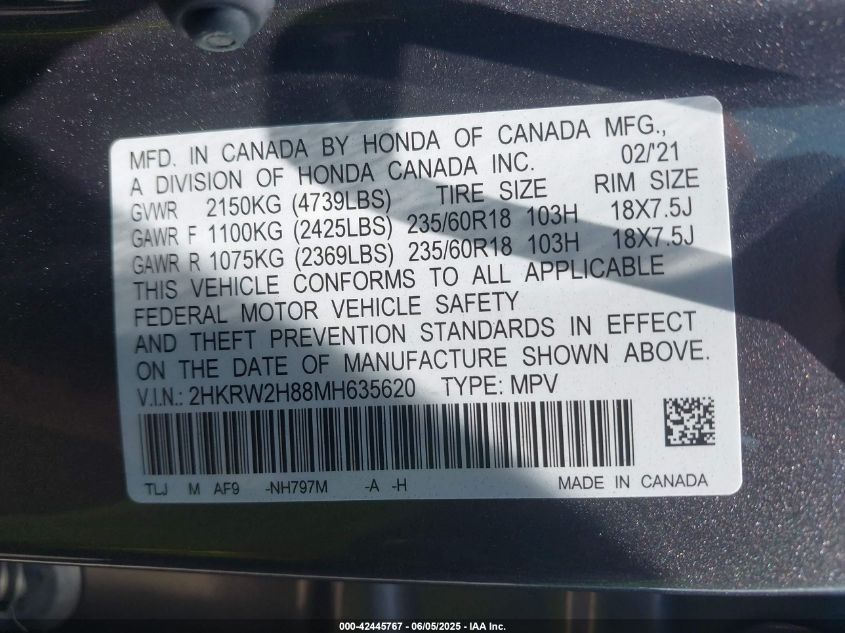 MFD. IN CANADA BY HONDA OF CANADA MFG.,
A DIVISION OF HONDA CANADA INC. 02/'21
GVWR 2150KG (4739LBS) TIRE SIZE RIM SIZE
GAWR F 1100KG (2425LBS) 235/60R18 103H 18X7.5J
GAWR R 1075KG (2369LBS) 235/60R18 103H 18X7.5J
THIS VEHICLE CONFORMS TO ALL APPLICABLE
FEDERAL MOTOR VEHICLE SAFETY
AND THEFT PREVENTION STANDARDS IN EFFECT
ON THE DATE OF MANUFACTURE SHOWN ABOVE.
V.I.N.: 2HKRW2H88MH635620 TYPE: MPV
TLJ M AF9 -NH797M -A -H MADE IN CANADA
000-42445767 - 06/05/2025 - IAA Inc.